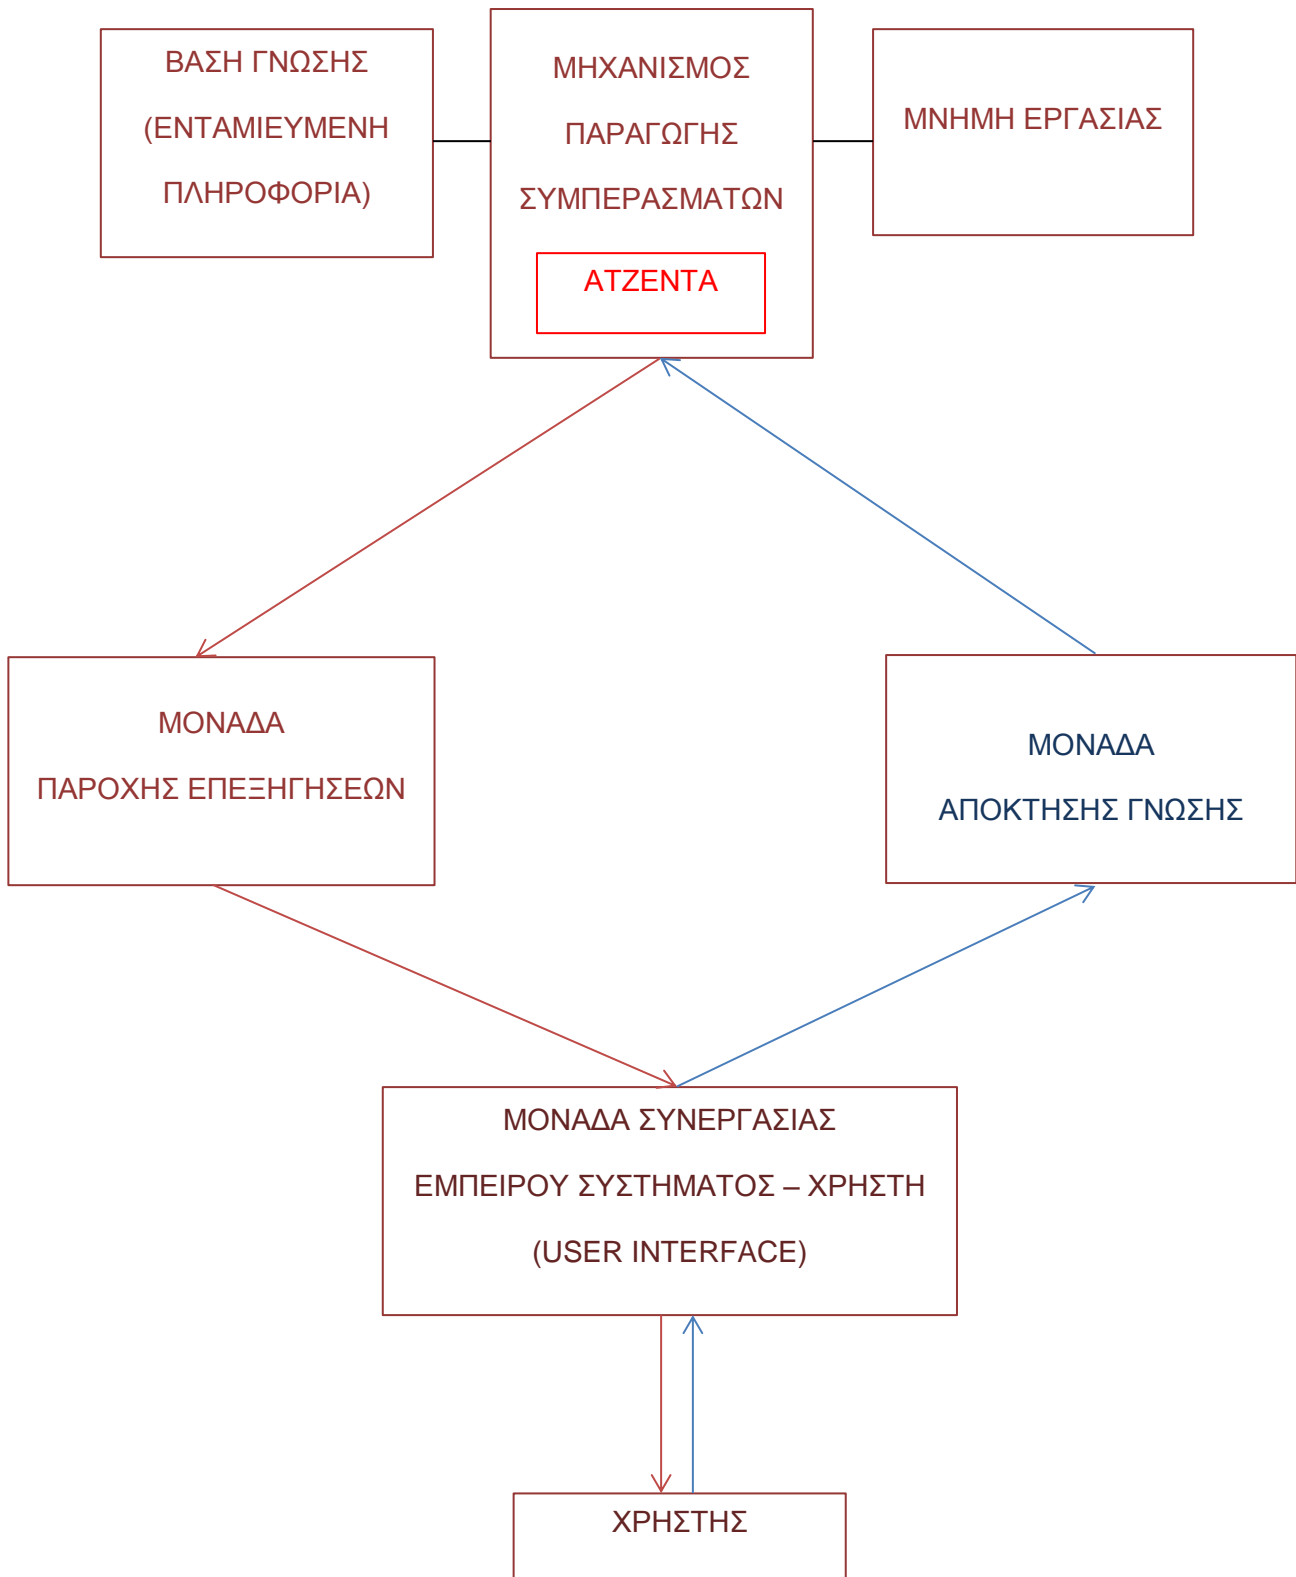 ΒΑΣΗ ΓΝΩΣΗΣ
(ΕΝΤΑΜΙΕΥΜΕΝΗ
ΠΛΗΡΟΦΟΡΙΑ)
ΜΗΧΑΝΙΣΜΟΣ
ΠΑΡΑΓΩΓΗΣ
ΣΥΜΠΕΡΑΣΜΑΤΩΝ
ΑΤΖΕΝΤΑ
ΜΝΗΜΗ ΕΡΓΑΣΙΑΣ
ΜΟΝΑΔΑ
ΠΑΡΟΧΗΣ ΕΠΕΞΗΓΗΣΕΩΝ
ΜΟΝΑΔΑ
ΑΠΟΚΤΗΣΗΣ ΓΝΩΣΗΣ
ΜΟΝΑΔΑ ΣΥΝΕΡΓΑΣΙΑΣ
ΕΜΠΕΙΡΟΥ ΣΥΣΤΗΜΑΤΟΣ – ΧΡΗΣΤΗ
(USER INTERFACE)
ΧΡΗΣΤΗΣ